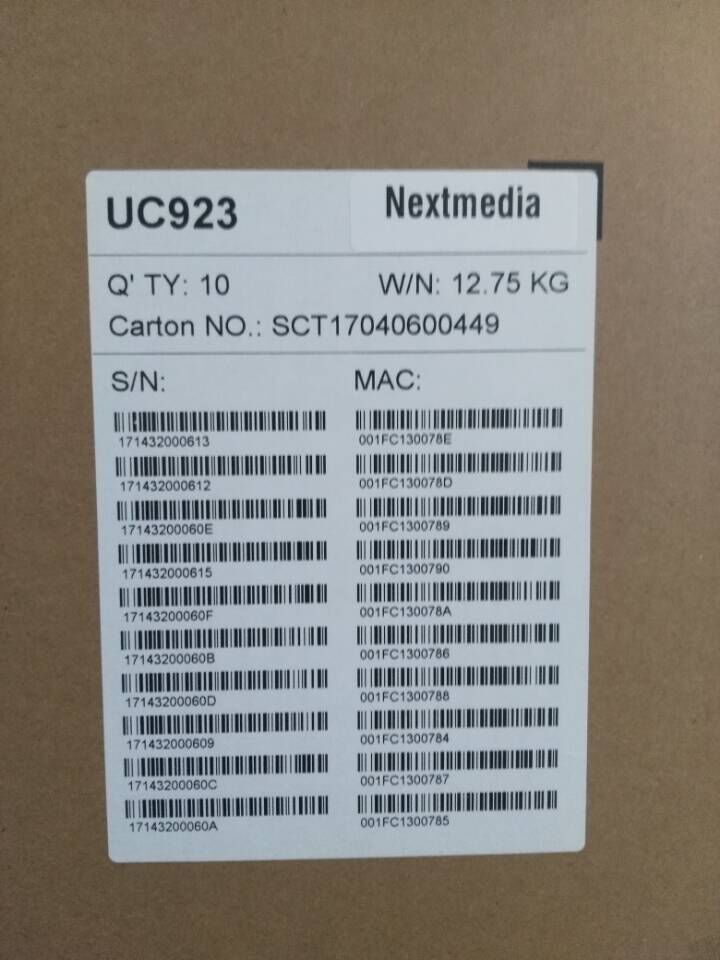 UC923 Nextmedia
Q' TY: 10 W/N: 12.75 KG
Carton NO.: SCT17040600449
S/N: MAC:
171432000613 001FC130078E
171432000612 001FC130078D
17143200060E 001FC1300789
171432000615 001FC1300790
17143200060F 001FC130078A
17143200060B 001FC1300786
17143200060D 001FC1300788
171432000609 001FC1300784
17143200060C 001FC1300787
17143200060A 001FC1300785